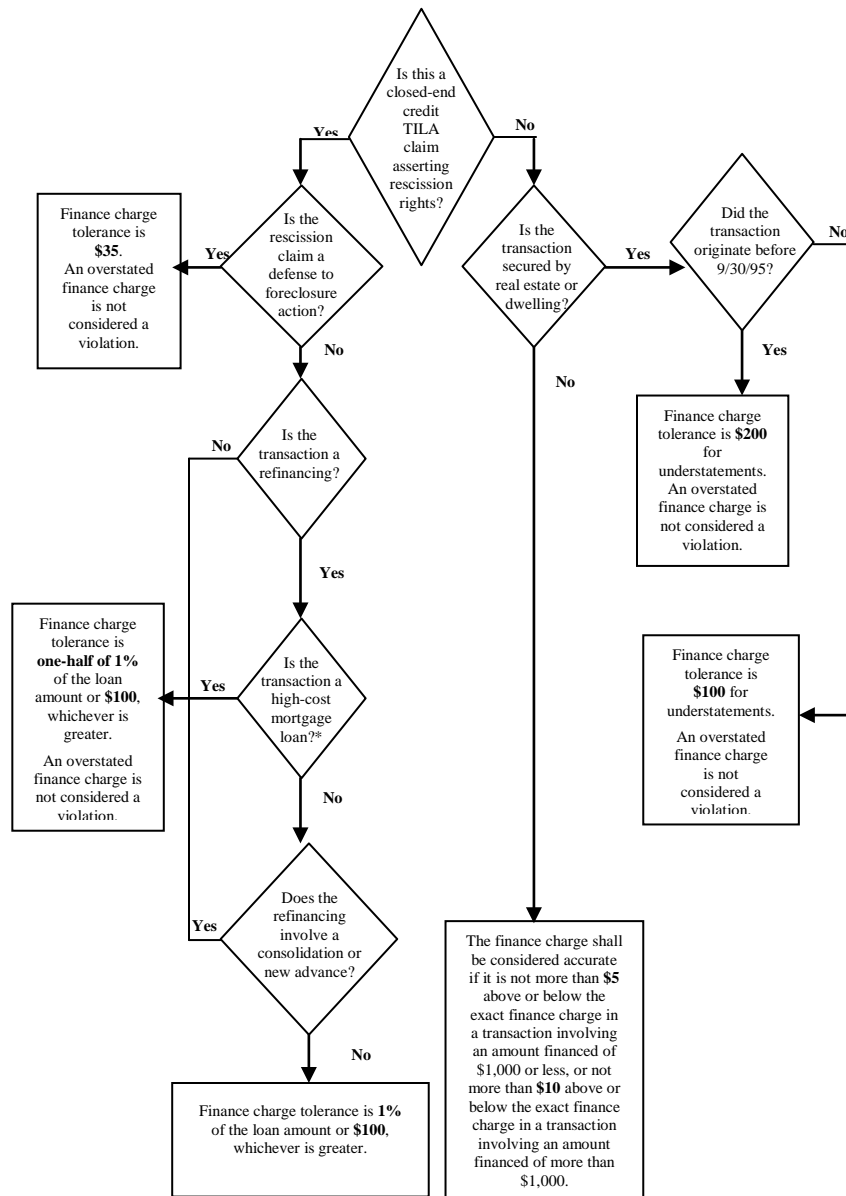 Is this a
closed-end
credit
TILA
claim
asserting
rescission
rights?
Yes
No
Finance charge
tolerance is
$35.
An overstated
finance charge
is not
considered a
violation.
Yes
Is the
rescission
claim a
defense to
foreclosure
action?
No
Is the
transaction
secured by
real estate or
dwelling?
Yes
No
Did the
transaction
originate before
9/30/95?
No
Yes
Finance charge
tolerance is $200
for
understatements.
An overstated
finance charge is
not considered a
violation.
No
Is the
transaction a
refinancing?
Yes
Finance charge
tolerance is
one-half of 1%
of the loan
amount or $100,
whichever is
greater.
An overstated
finance charge is
not considered a
violation.
Yes
Is the
transaction a
high-cost
mortgage
loan?*
No
Finance charge
tolerance is
$100 for
understatements.
An overstated
finance charge
is not
considered a
violation.
Yes
Does the
refinancing
involve a
consolidation or
new advance?
No
Finance charge tolerance is 1%
of the loan amount or $100,
whichever is greater.
The finance charge shall
be considered accurate
if it is not more than $5
above or below the
exact finance charge in
a transaction involving
an amount financed of
$1,000 or less, or not
more than $10 above or
below the exact finance
charge in a transaction
involving an amount
financed of more than
$1,000.